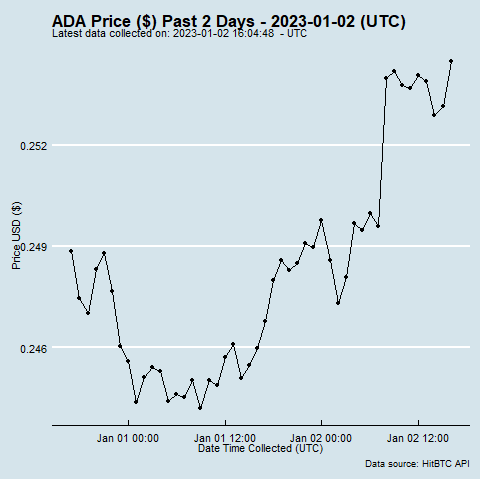 ADA Price ($) Past 2 Days - 2023-01-02 (UTC)
Latest data collected on: 2023-01-02 16:04:48 - UTC
0.252
0.249
0.246
Price USD ($)
Jan 01 00:00 Jan 01 12:00 Jan 02 00:00 Jan 02 12:00
Date Time Collected (UTC)
Data source: HitBTC API